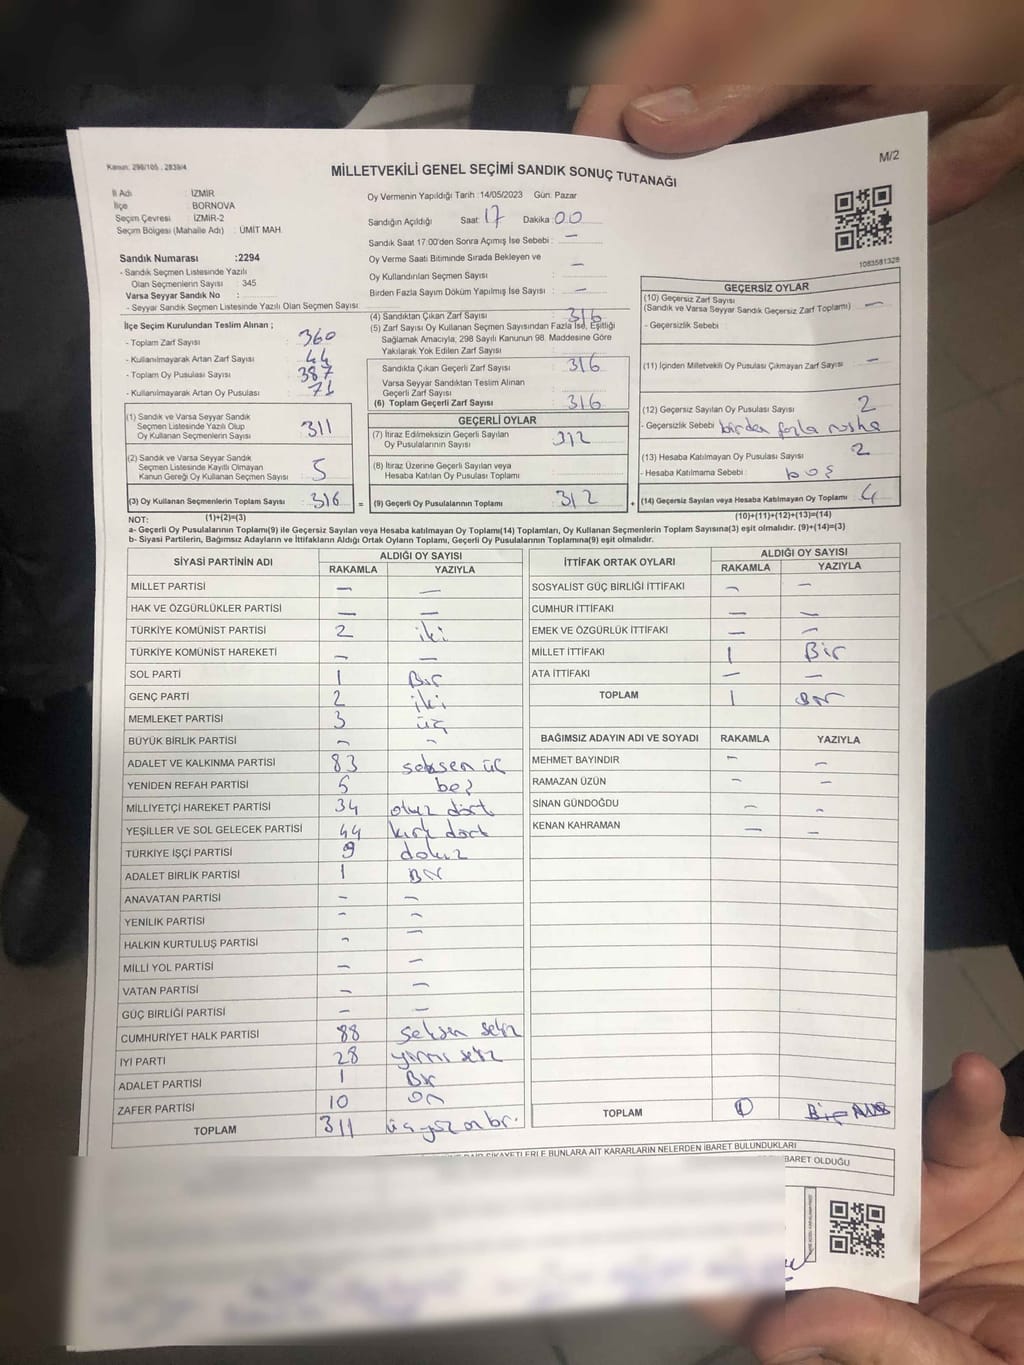 Kanun: 298/105 . 2839/4
M/2
MİLLETVEKİLİ GENEL SEÇİMİ SANDIK SONUÇ TUTANAĞI
İl Adı : İZMİR
İlçe : BORNOVA
Seçim Çevresi : İZMİR-2
Seçim Bölgesi (Mahalle Adı) : ÜMİT MAH.
Oy Vermenin Yapıldığı Tarih :14/05/2023 Gün: Pazar
Sandığın Açıldığı Saat 17 Dakika 00
Sandık Saat 17:00'den Sonra Açımış İse Sebebi : —
Oy Verme Saati Bitiminde Sırada Bekleyen ve
Oy Kullandırılan Seçmen Sayısı : —
Birden Fazla Sayım Döküm Yapılmış İse Sayısı : —
1083581328
Sandık Numarası :2294
- Sandık Seçmen Listesinde Yazılı
Olan Seçmenlerin Sayısı : 345
Varsa Seyyar Sandık No :
- Seyyar Sandık Seçmen Listesinde Yazılı Olan Seçmen Sayısı:
İlçe Seçim Kurulundan Teslim Alınan ;
- Toplam Zarf Sayısı : 360
- Kullanılmayarak Artan Zarf Sayısı : 44
- Toplam Oy Pusulası Sayısı : 387
- Kullanılmayarak Artan Oy Pusulası : 71
(1) Sandık ve Varsa Seyyar Sandık
Seçmen Listesinde Yazılı Olup
Oy Kullanan Seçmenlerin Sayısı : 311
(2) Sandık ve Varsa Seyyar Sandık
Seçmen Listesinde Kayıtlı Olmayan
Kanun Gereği Oy Kullanan Seçmen Sayısı : 5
(3) Oy Kullanan Seçmenlerin Toplam Sayısı : 316 =
(1)+(2)=(3)
(4) Sandıktan Çıkan Zarf Sayısı : 316
(5) Zarf Sayısı Oy Kullanan Seçmen Sayısından Fazla İse, Eşitliği
Sağlamak Amacıyla; 298 Sayılı Kanunun 98. Maddesine Göre
Yakılarak Yok Edilen Zarf Sayısı :
Sandıkta Çıkan Geçerli Zarf Sayısı : 316
Varsa Seyyar Sandıktan Teslim Alınan
Geçerli Zarf Sayısı :
(6) Toplam Geçerli Zarf Sayısı : 316
GEÇERLİ OYLAR
(7) İtiraz Edilmeksizin Geçerli Sayılan
Oy Pusulalarının Sayısı : 312
(8) İtiraz Üzerine Geçerli Sayılan veya
Hesaba Katılan Oy Pusulası Toplamı :
(9) Geçerli Oy Pusulalarının Toplamı : 312 +
GEÇERSİZ OYLAR
(10) Geçersiz Zarf Sayısı
(Sandık ve Varsa Seyyar Sandık Geçersiz Zarf Toplamı) : —
- Geçersizlik Sebebi :
(11) İçinden Milletvekili Oy Pusulası Çıkmayan Zarf Sayısı : —
(12) Geçersiz Sayılan Oy Pusulası Sayısı : 2
- Geçersizlik Sebebi : birden fazla
(13) Hesaba Katılmayan Oy Pusulası Sayısı : 2
- Hesaba Katılmama Sebebi : boş
(14) Geçersiz Sayılan veya Hesaba Katılmayan Oy Toplamı : 4
(10)+(11)+(12)+(13)=(14)
NOT:
a- Geçerli Oy Pusulalarının Toplamı(9) ile Geçersiz Sayılan veya Hesaba katılmayan Oy Toplamı(14) Toplamları, Oy Kullanan Seçmenlerin Toplam Sayısına(3) eşit olmalıdır. (9)+(14)=(3)
b- Siyasi Partilerin, Bağımsız Adayların ve İttifakların Aldığı Ortak Oyların Toplamı, Geçerli Oy Pusulalarının Toplamına(9) eşit olmalıdır.
SİYASİ PARTİNİN ADI ALDIĞI OY SAYISI
RAKAMLA YAZIYLA
MİLLET PARTİSİ — —
HAK VE ÖZGÜRLÜKLER PARTİSİ — —
TÜRKİYE KOMÜNİST PARTİSİ 2 iki
TÜRKİYE KOMÜNİST HAREKETİ — —
SOL PARTİ 1 Bir
GENÇ PARTİ 2 iki
MEMLEKET PARTİSİ 3 üç
BÜYÜK BİRLİK PARTİSİ — —
ADALET VE KALKINMA PARTİSİ 83 seksen üç
YENİDEN REFAH PARTİSİ 5 beş
MİLLİYETÇİ HAREKET PARTİSİ 34 otuz dört
YEŞİLLER VE SOL GELECEK PARTİSİ 44 kırk dört
TÜRKİYE İŞÇİ PARTİSİ 9 dokuz
ADALET BİRLİK PARTİSİ 1 Bir
ANAVATAN PARTİSİ — —
YENİLİK PARTİSİ — —
HALKIN KURTULUŞ PARTİSİ — —
MİLLİ YOL PARTİSİ — —
VATAN PARTİSİ — —
GÜÇ BİRLİĞİ PARTİSİ — —
CUMHURİYET HALK PARTİSİ 88 seksen sekiz
İYİ PARTİ 28 yirmi sekiz
ADALET PARTİSİ 1 Bir
ZAFER PARTİSİ 10 on
TOPLAM 311 üçyüz on bir
İTTİFAK ORTAK OYLARI ALDIĞI OY SAYISI
RAKAMLA YAZIYLA
SOSYALİST GÜÇ BİRLİĞİ İTTİFAKI — —
CUMHUR İTTİFAKI — —
EMEK VE ÖZGÜRLÜK İTTİFAKI — —
MİLLET İTTİFAKI 1 Bir
ATA İTTİFAKI — —
TOPLAM 1 Bir
BAĞIMSIZ ADAYIN ADI VE SOYADI RAKAMLA YAZIYLA
MEHMET BAYINDIR — —
RAMAZAN ÜZÜN — —
SİNAN GÜNDOĞDU — —
KENAN KAHRAMAN — —
TOPLAM
ŞİKAYETLERLE BUNLARA AİT KARARLARIN NELERDEN İBARET BULUNDUKLARI
İBARET OLDUĞU